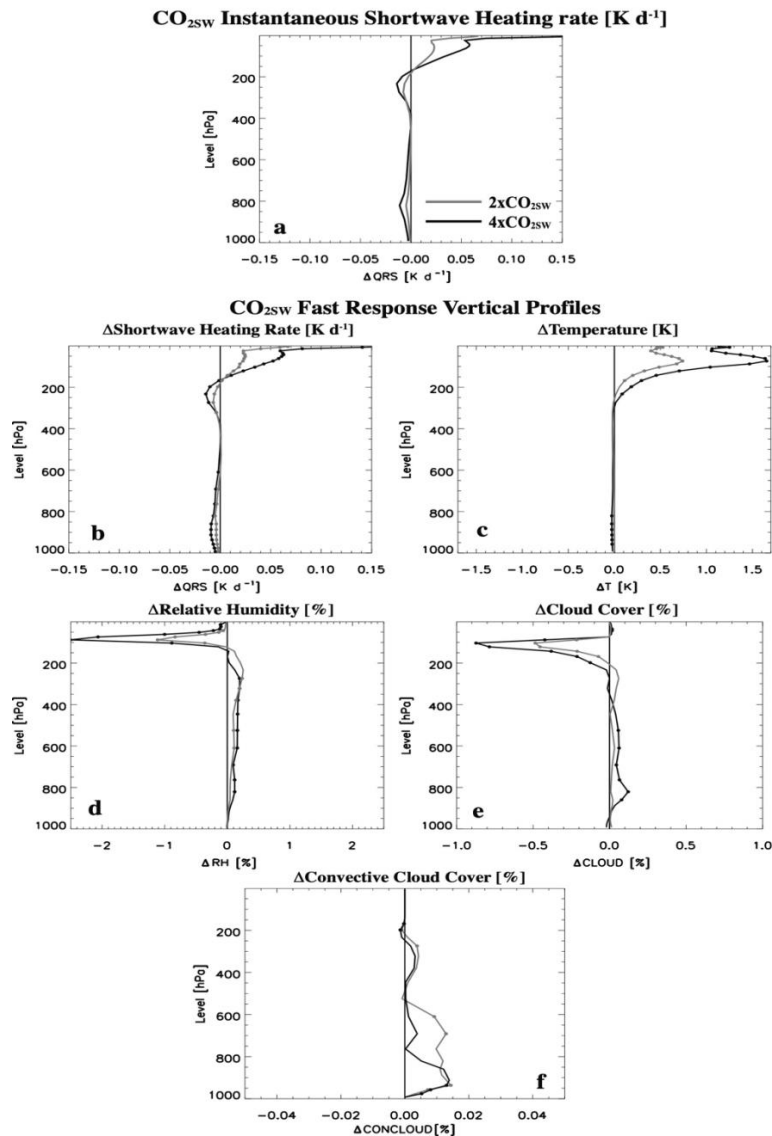 CO2SW Instantaneous Shortwave Heating rate [K d-1]
Level [hPa]
200
400
600
800
1000
2xCO2SW
4xCO2SW
a
-0.15 -0.10 -0.05 -0.00 0.05 0.10 0.15
ΔQRS [K d-1]
CO2SW Fast Response Vertical Profiles
ΔShortwave Heating Rate [K d-1]
Level [hPa]
200
400
600
800
1000
b
-0.15 -0.10 -0.05 -0.00 0.05 0.10 0.15
ΔQRS [K d-1]
ΔTemperature [K]
Level [hPa]
200
400
600
800
1000
c
-1.5 -1.0 -0.5 0.0 0.5 1.0 1.5
ΔT [K]
ΔRelative Humidity [%]
Level [hPa]
200
400
600
800
1000
d
-2 -1 0 1 2
ΔRH [%]
ΔCloud Cover [%]
Level [hPa]
200
400
600
800
1000
e
-1.0 -0.5 0.0 0.5 1.0
ΔCLOUD [%]
ΔConvective Cloud Cover [%]
Level [hPa]
200
400
600
800
1000
f
-0.04 -0.02 0.00 0.02 0.04
ΔCONCLOUD [%]